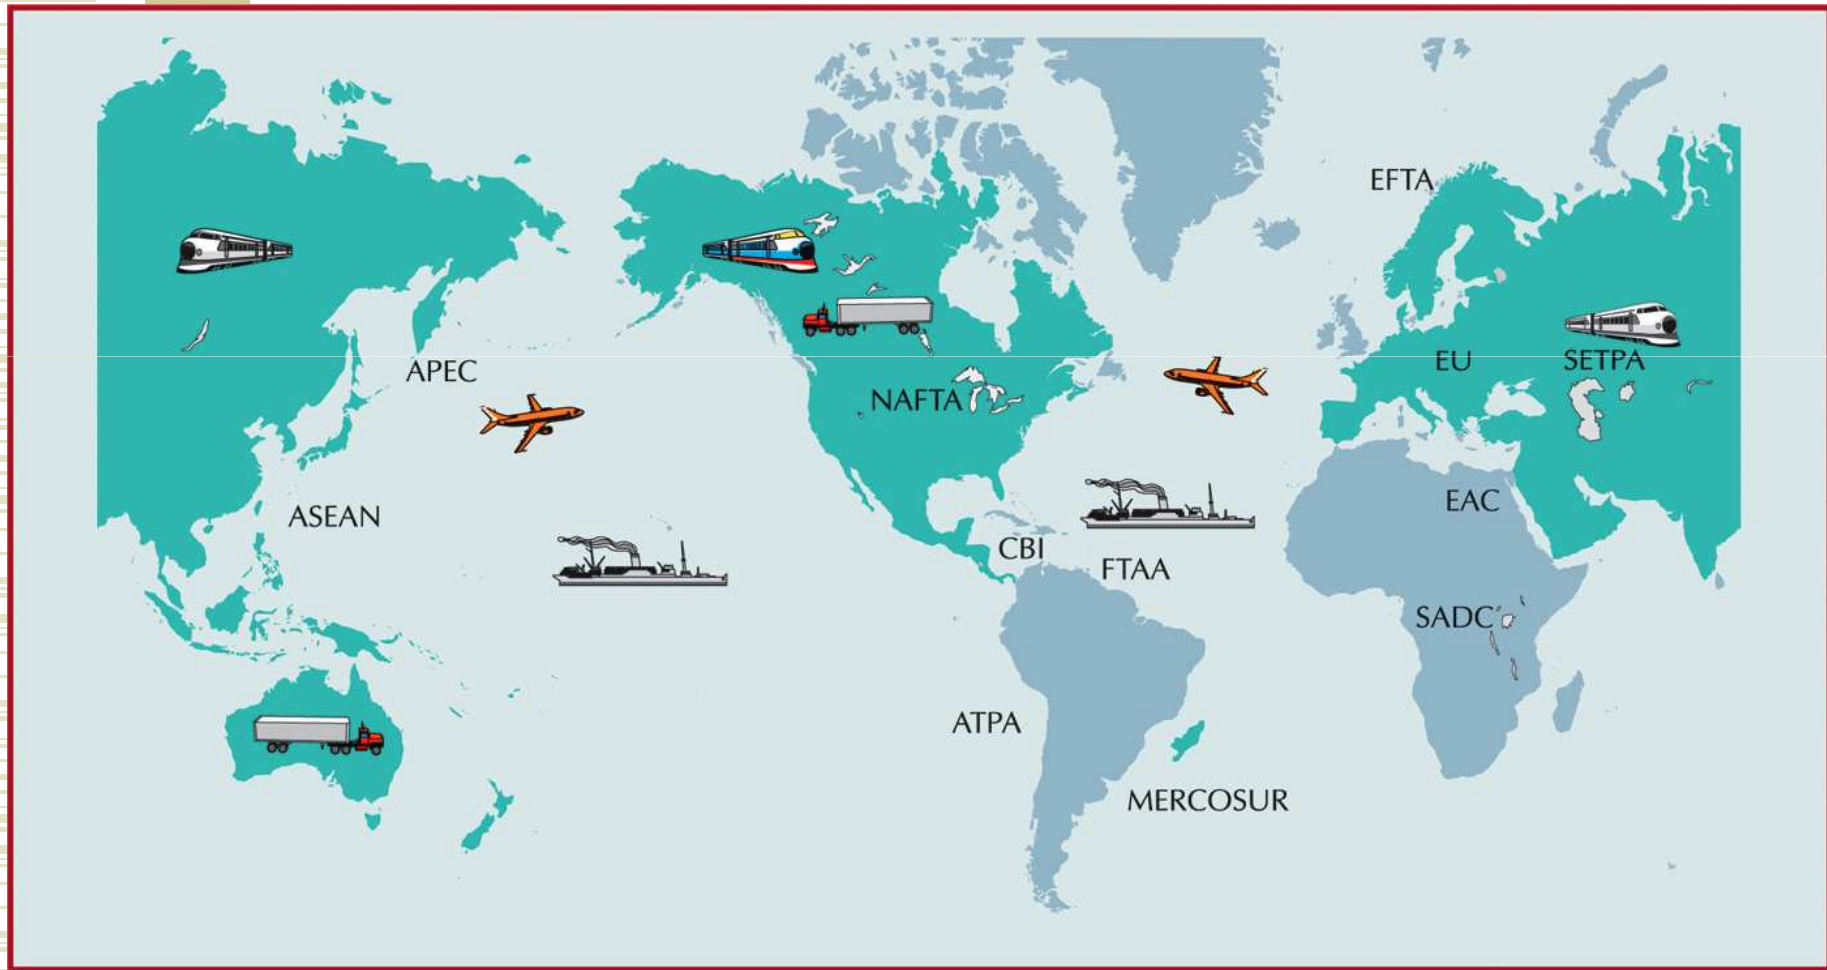 EFTA
APEC
EU
SETPA
NAFTA
EAC
ASEAN
CBI
FTAA
SADC
ATPA
MERCOSUR